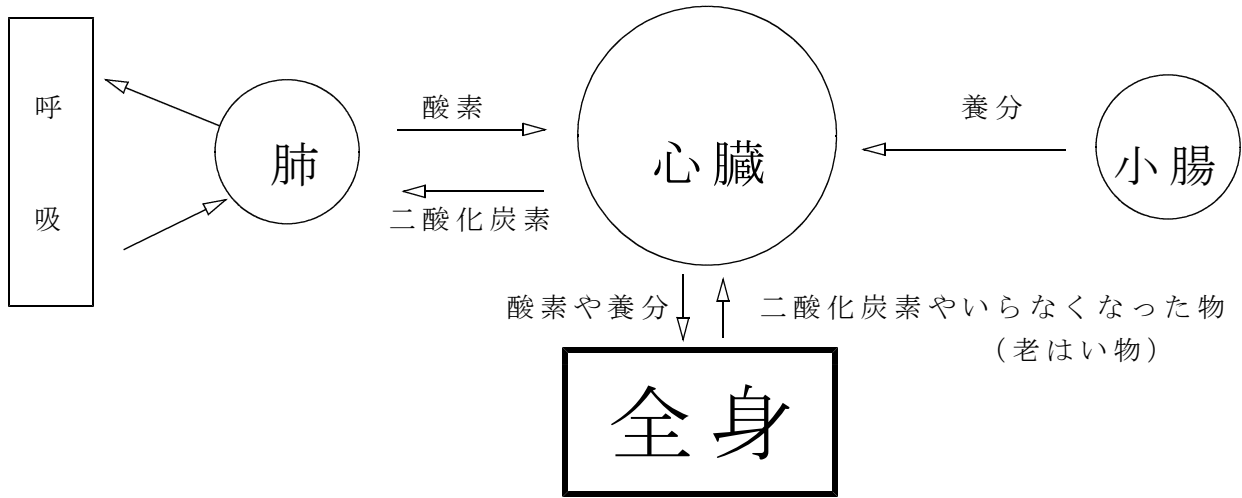 呼吸
肺
酸素
二酸化炭素
心臓
養分
小腸
酸素や養分
二酸化炭素やいらなくなった物
（老はい物）
全身